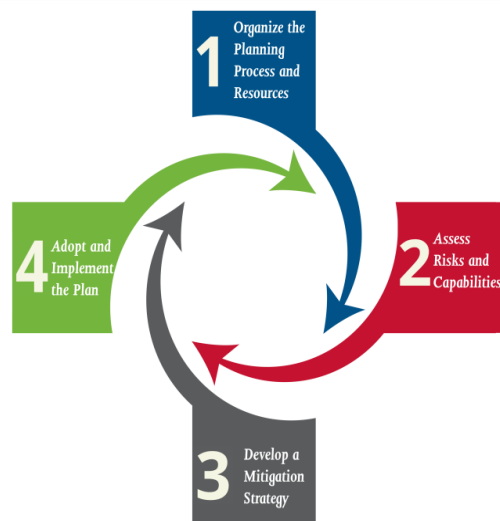 1
Organize the
Planning
Process and
Resources
2
Assess
Risks and
Capabilities
3
Develop a
Mitigation
Strategy
4
Adopt and
Implement
the Plan